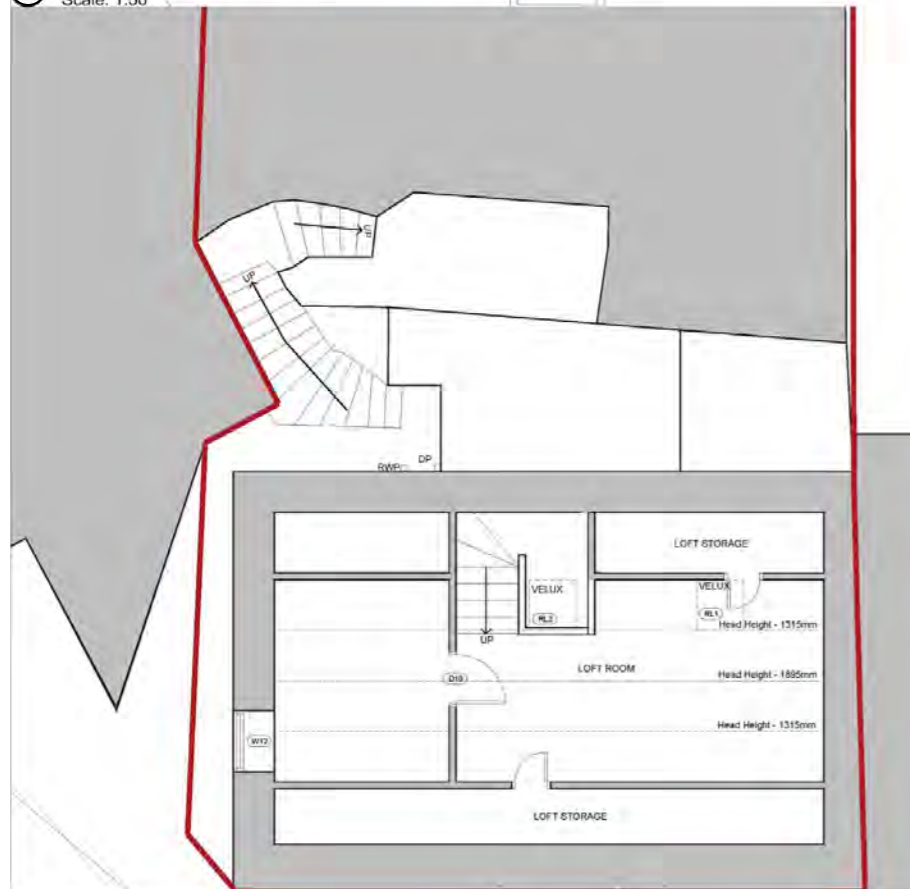 Scale: 1:50
UP
UP
RWP
DP
LOFT STORAGE
VELUX
VELUX
RL2
RL1
Head Height - 1315mm
UP
LOFT ROOM
D10
Head Height - 1895mm
Head Height - 1315mm
W12
LOFT STORAGE